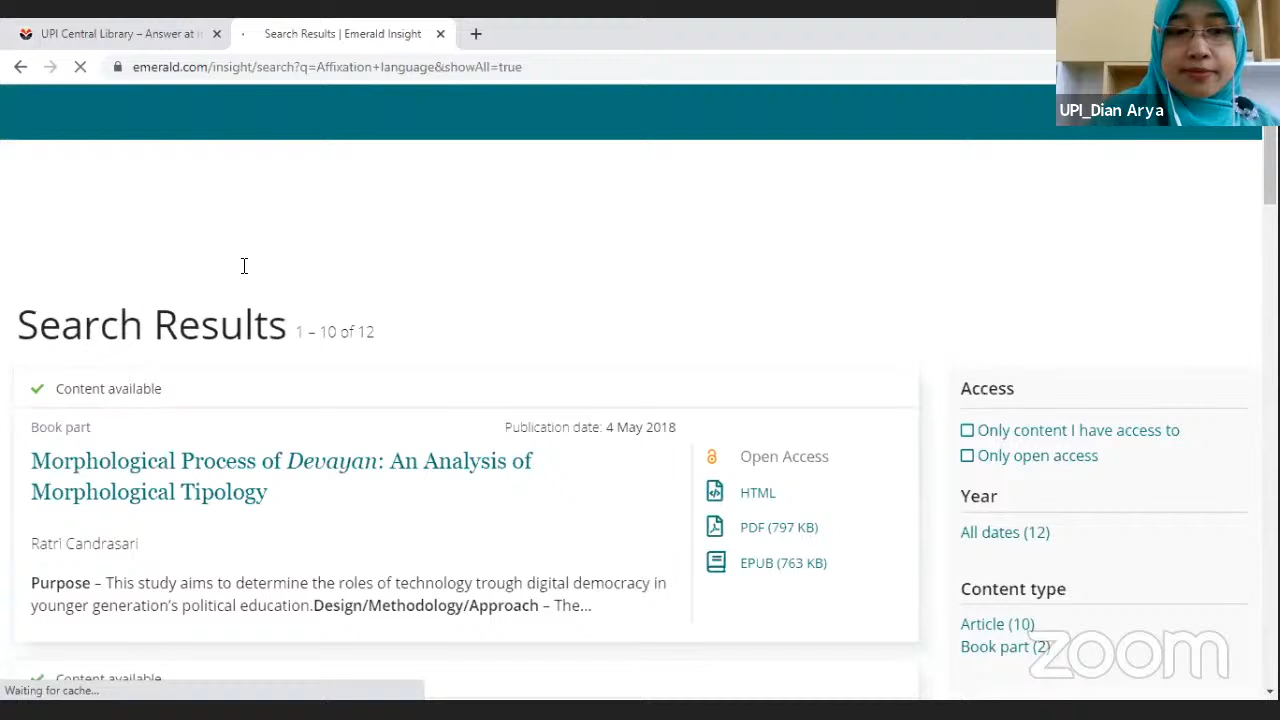 UPI Central Library – Answer at
Search Results | Emerald Insight
emerald.com/insight/search?q=Affixation+language&showAll=true
UPI_Dian Arya
Search Results 1 – 10 of 12
Content available
Book part
Publication date: 4 May 2018
Morphological Process of Devayan: An Analysis of
Morphological Tipology
Ratri Candrasari
Purpose – This study aims to determine the roles of technology trough digital democracy in
younger generation's political education.Design/Methodology/Approach – The...
Open Access
HTML
PDF (797 KB)
EPUB (763 KB)
Access
Only content I have access to
Only open access
Year
All dates (12)
Content type
Article (10)
Book part (2)
zoom
Content available
Waiting for cache...